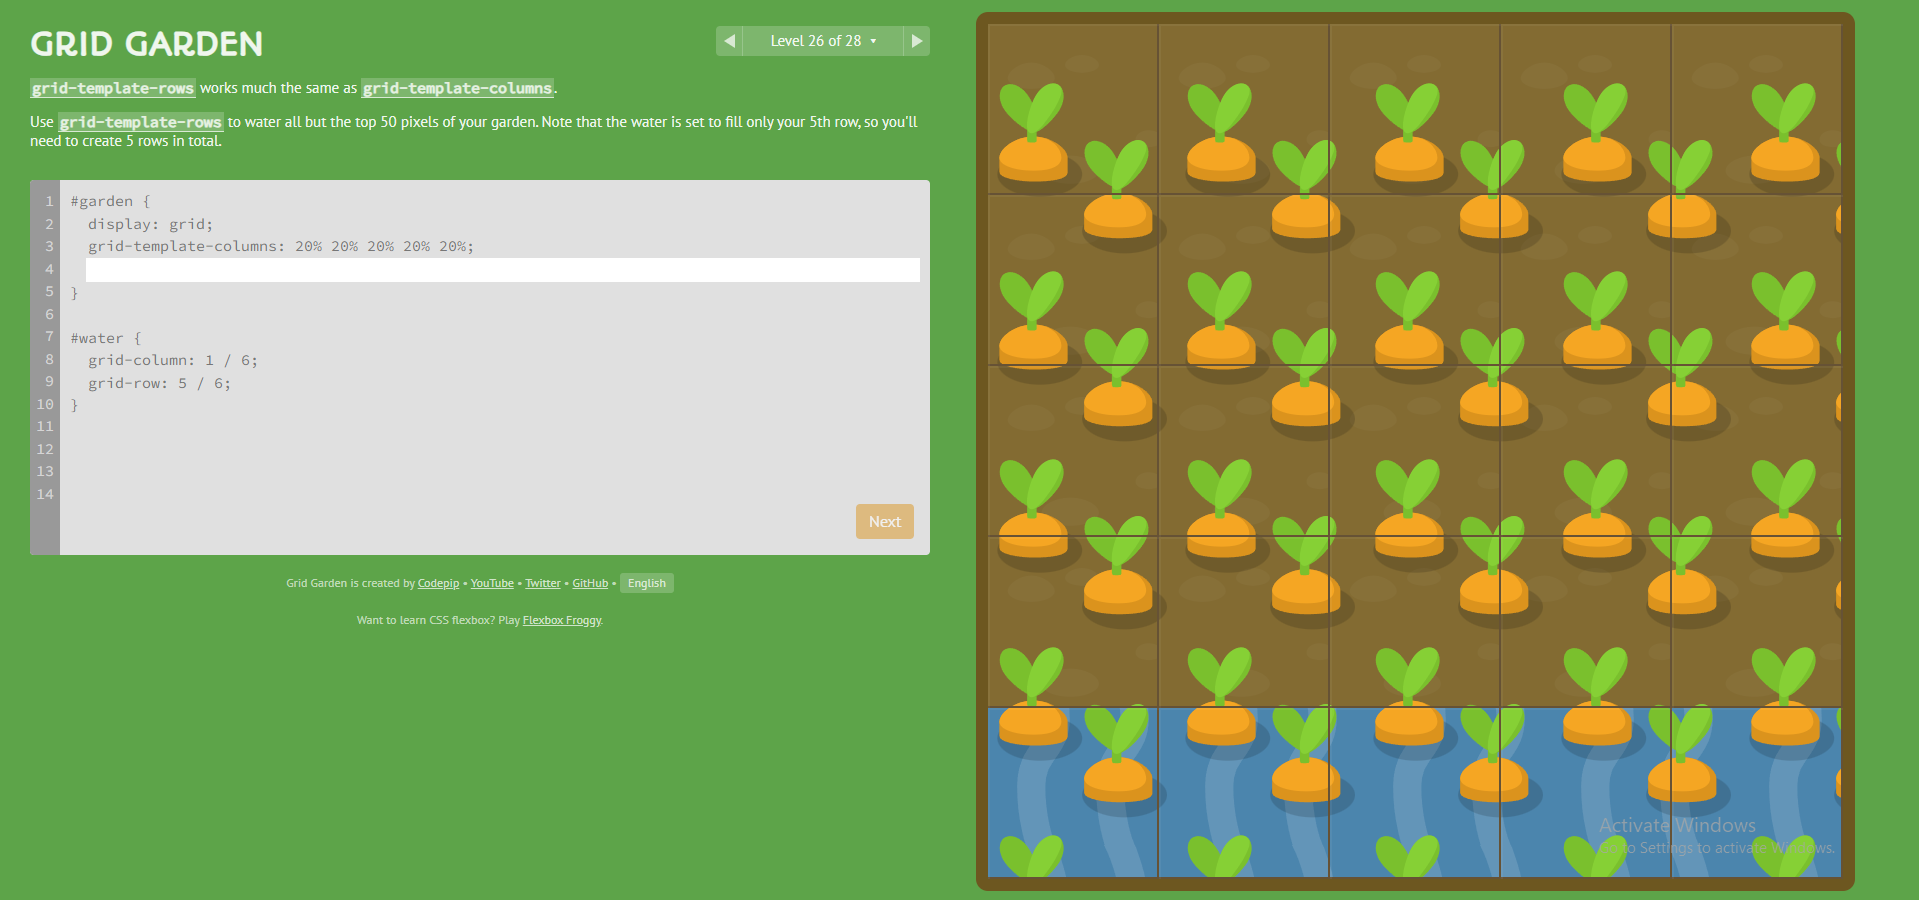 GRID GARDEN
Level 26 of 28
grid-template-rows works much the same as grid-template-columns.
Use grid-template-rows to water all but the top 50 pixels of your garden. Note that the water is set to fill only your 5th row, so you'll
need to create 5 rows in total.
1 #garden {
2 display: grid;
3 grid-template-columns: 20% 20% 20% 20% 20%;
4
5 }
6
7 #water {
8 grid-column: 1 / 6;
9 grid-row: 5 / 6;
10 }
11
12
13
14
Next
Grid Garden is created by Codepip • YouTube • Twitter • GitHub • English
Want to learn CSS flexbox? Play Flexbox Froggy.
Activate Windows
Go to Settings to activate Windows.